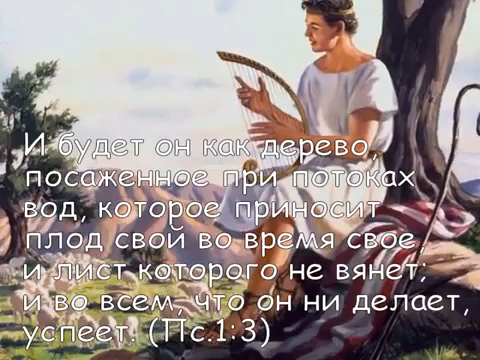 И будет он как дерево,
посаженное при потоках
вод, которое приносит
плод свой во время свое,
и лист которого не вянет;
и во всем, что он ни делает,
успеет. (Пс.1:3)